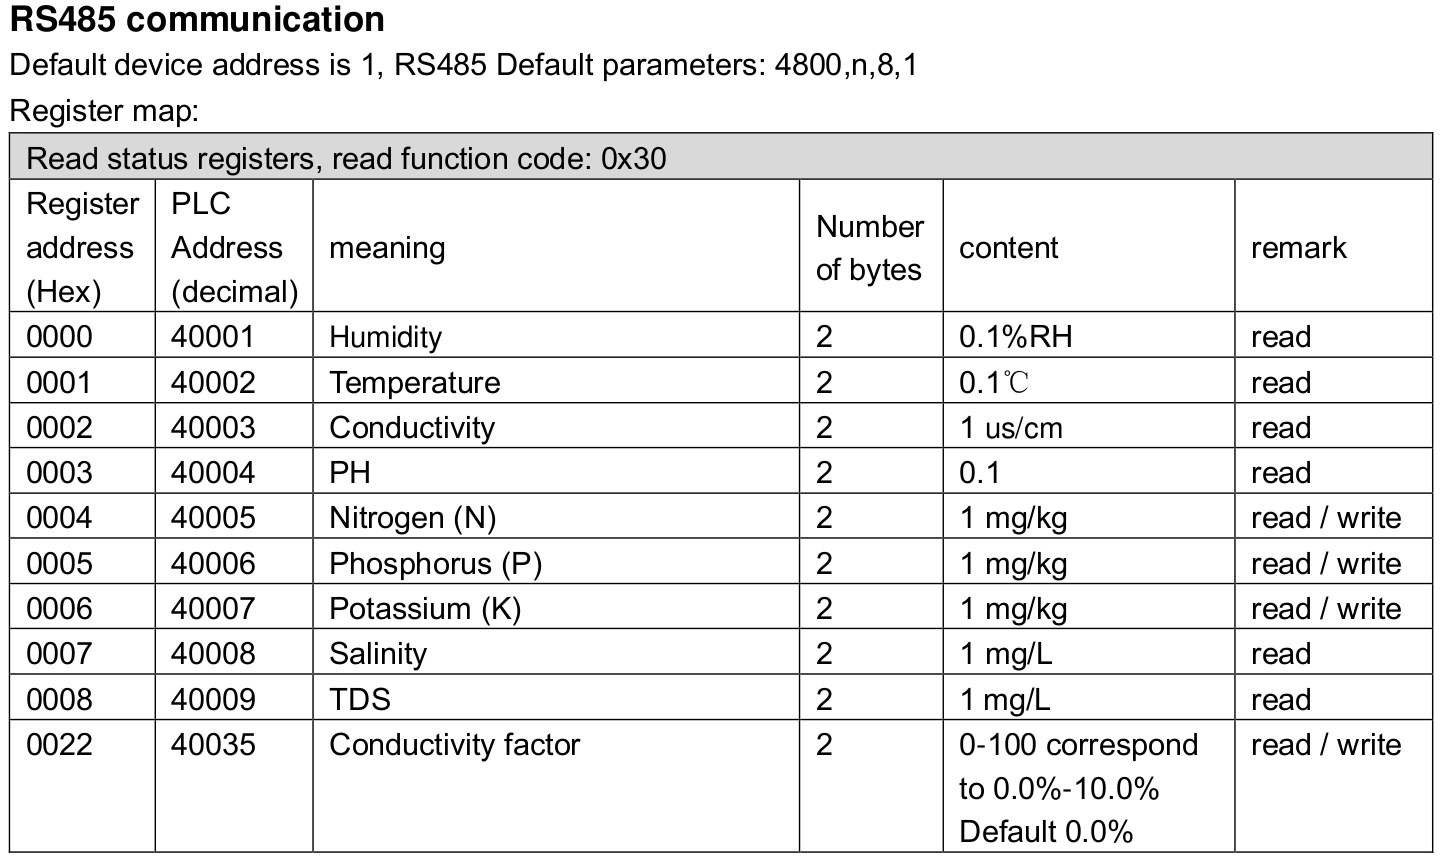 RS485 communication
Default device address is 1, RS485 Default parameters: 4800,n,8,1
Register map:
Read status registers, read function code: 0x30
Register address (Hex) PLC Address (decimal) meaning Number of bytes content remark
0000 40001 Humidity 2 0.1%RH read
0001 40002 Temperature 2 0.1℃ read
0002 40003 Conductivity 2 1 us/cm read
0003 40004 PH 2 0.1 read
0004 40005 Nitrogen (N) 2 1 mg/kg read / write
0005 40006 Phosphorus (P) 2 1 mg/kg read / write
0006 40007 Potassium (K) 2 1 mg/kg read / write
0007 40008 Salinity 2 1 mg/L read
0008 40009 TDS 2 1 mg/L read
0022 40035 Conductivity factor 2 0-100 correspond read / write
to 0.0%-10.0%
Default 0.0%